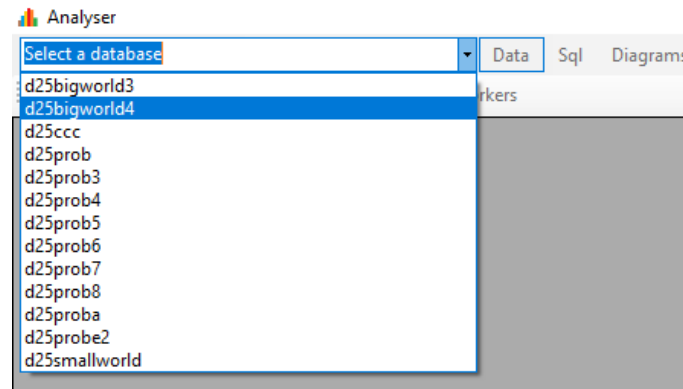 Analyser
Select a database Data Sql Diagrams
d25bigworld3
rkers
d25bigworld4
d25ccc
d25prob
d25prob3
d25prob4
d25prob5
d25prob6
d25prob7
d25prob8
d25proba
d25probe2
d25smallworld